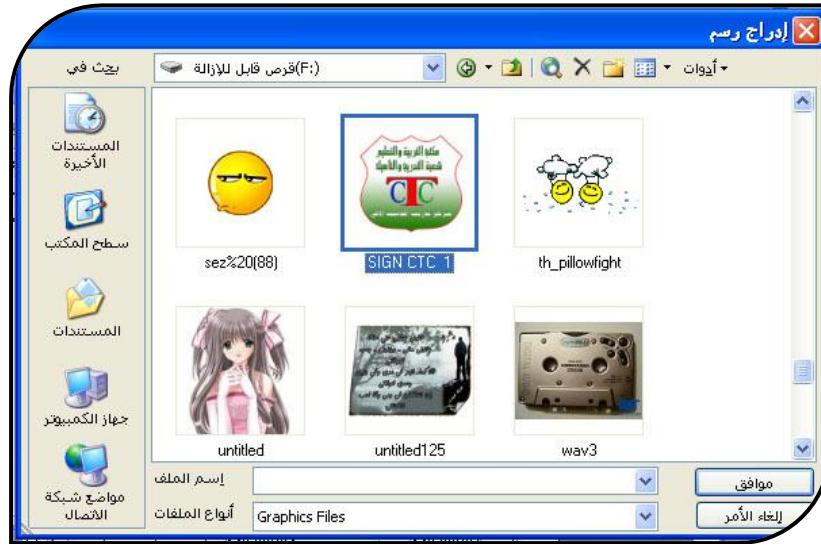 إدراج رسم
بحث في
(F:)قرص قابل للإزالة
أدوات
المستندات
الأخيرة
سطح المكتب
المستندات
جهاز الكمبيوتر
مواضع شبكة
الاتصال
CTC
sez%20(88)
SIGN CTC 1
th_pillowfight
untitled
untitled125
wav3
إسم الملف
موافق
أنواع الملفات
Graphics Files
إلغاء الأمر